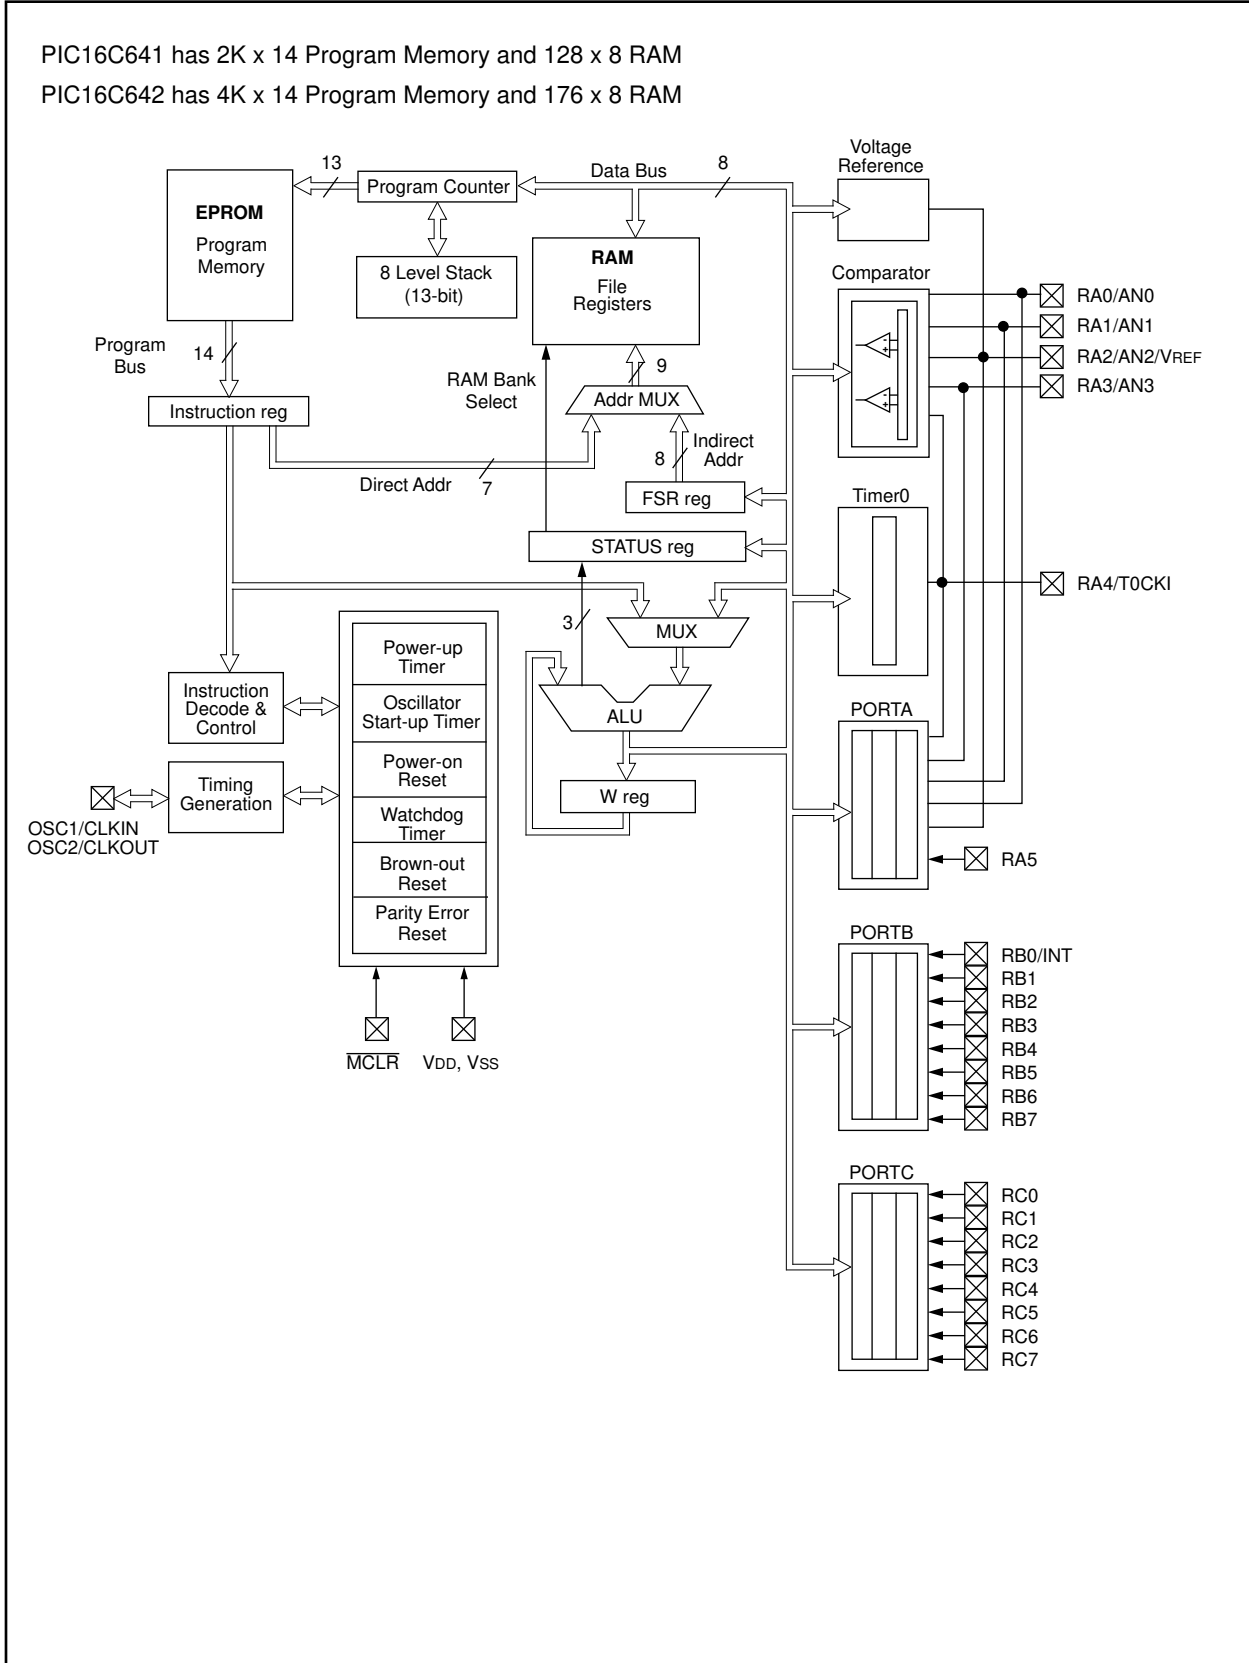 PIC16C641 has 2K x 14 Program Memory and 128 x 8 RAM
PIC16C642 has 4K x 14 Program Memory and 176 x 8 RAM
EPROM
Program
Memory
13
Program Counter
8 Level Stack
(13-bit)
Data Bus
8
RAM
File
Registers
Voltage
Reference
Comparator
- +
- +
RA0/AN0
RA1/AN1
RA2/AN2/VREF
RA3/AN3
Program
Bus
14
Instruction reg
RAM Bank
Select
9
Addr MUX
Direct Addr
7
8
Indirect
Addr
FSR reg
STATUS reg
Timer0
RA4/T0CKI
3
MUX
ALU
W reg
Instruction
Decode &
Control
Timing
Generation
OSC1/CLKIN
OSC2/CLKOUT
Power-up
Timer
Oscillator
Start-up Timer
Power-on
Reset
Watchdog
Timer
Brown-out
Reset
Parity Error
Reset
MCLR
VDD, VSS
PORTA
RA5
PORTB
RB0/INT
RB1
RB2
RB3
RB4
RB5
RB6
RB7
PORTC
RC0
RC1
RC2
RC3
RC4
RC5
RC6
RC7